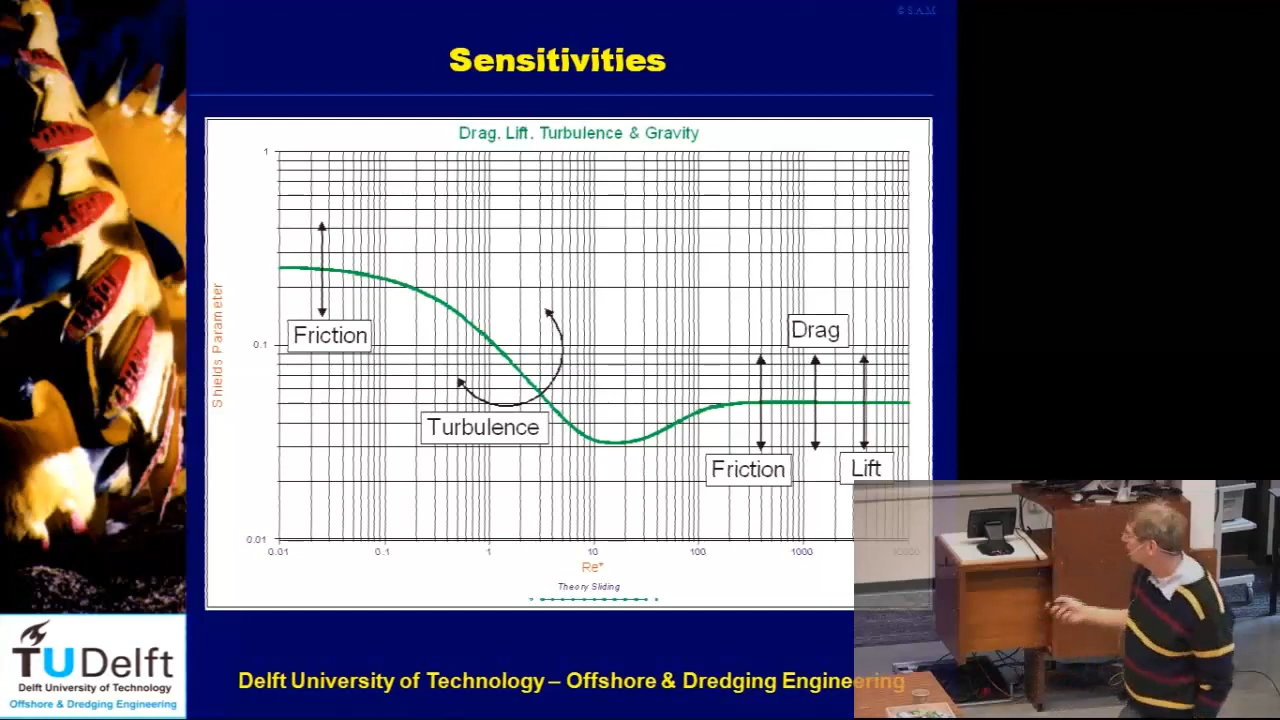 © S.A.M
Sensitivities
Drag, Lift, Turbulence & Gravity
1
0.1
0.01
Shields Parameter
Friction
Turbulence
Drag
Friction
Lift
0.01
0.1
1
10
100
1000
10000
Re*
Theory Sliding
TUDelft
Delft University of Technology
Offshore & Dredging Engineering
Delft University of Technology – Offshore & Dredging Engineering